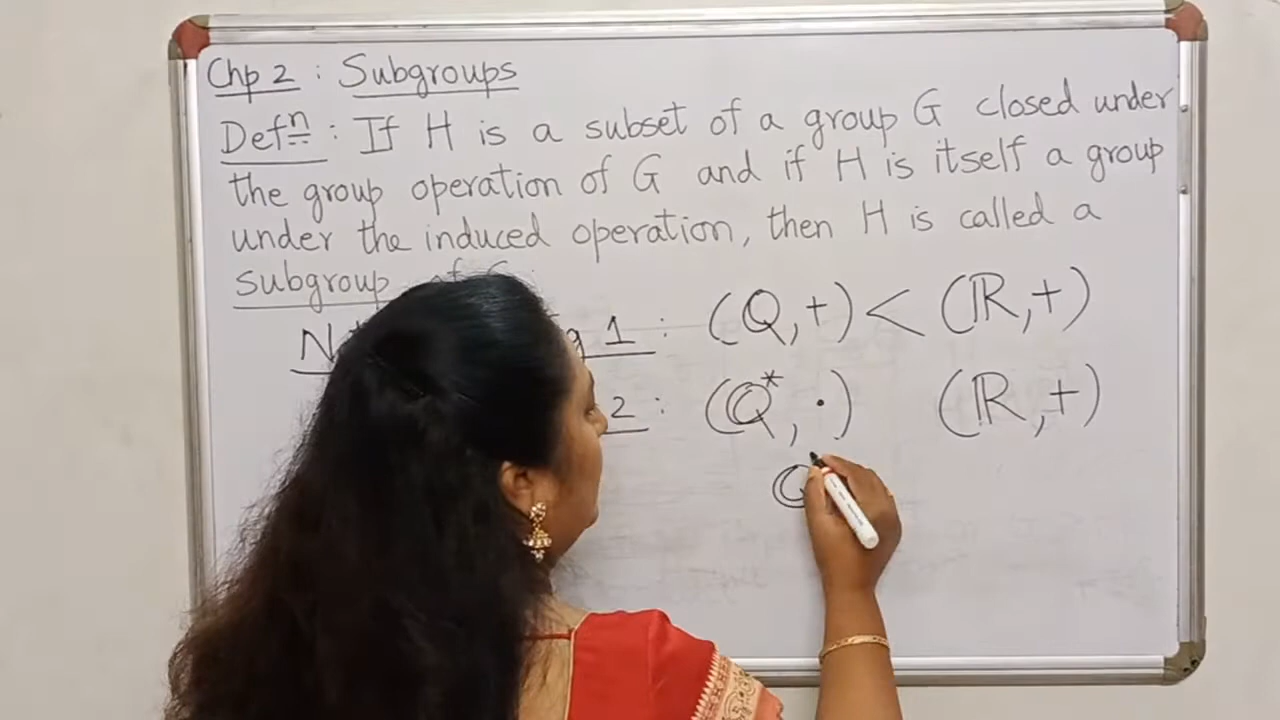 Chp 2 : Subgroups
Defⁿ : If H is a subset of a group G closed under
the group operation of G and if H is itself a group
under the induced operation, then H is called a
subgroup of
1 : (ℚ,+) < (ℝ,+)
2 : (ℚ*, ·) (ℝ,+)